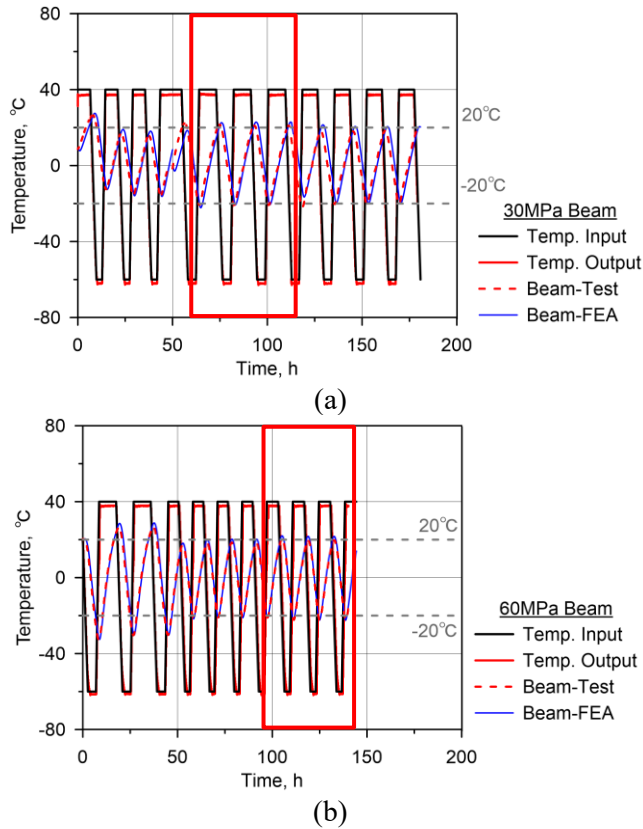 80
40
0
-40
-80
Temperature, ℃
0
50
100
150
200
Time, h
20℃
-20℃
30MPa Beam
Temp. Input
Temp. Output
Beam-Test
Beam-FEA
(a)
80
40
0
-40
-80
Temperature, ℃
0
50
100
150
200
Time, h
20℃
-20℃
60MPa Beam
Temp. Input
Temp. Output
Beam-Test
Beam-FEA
(b)